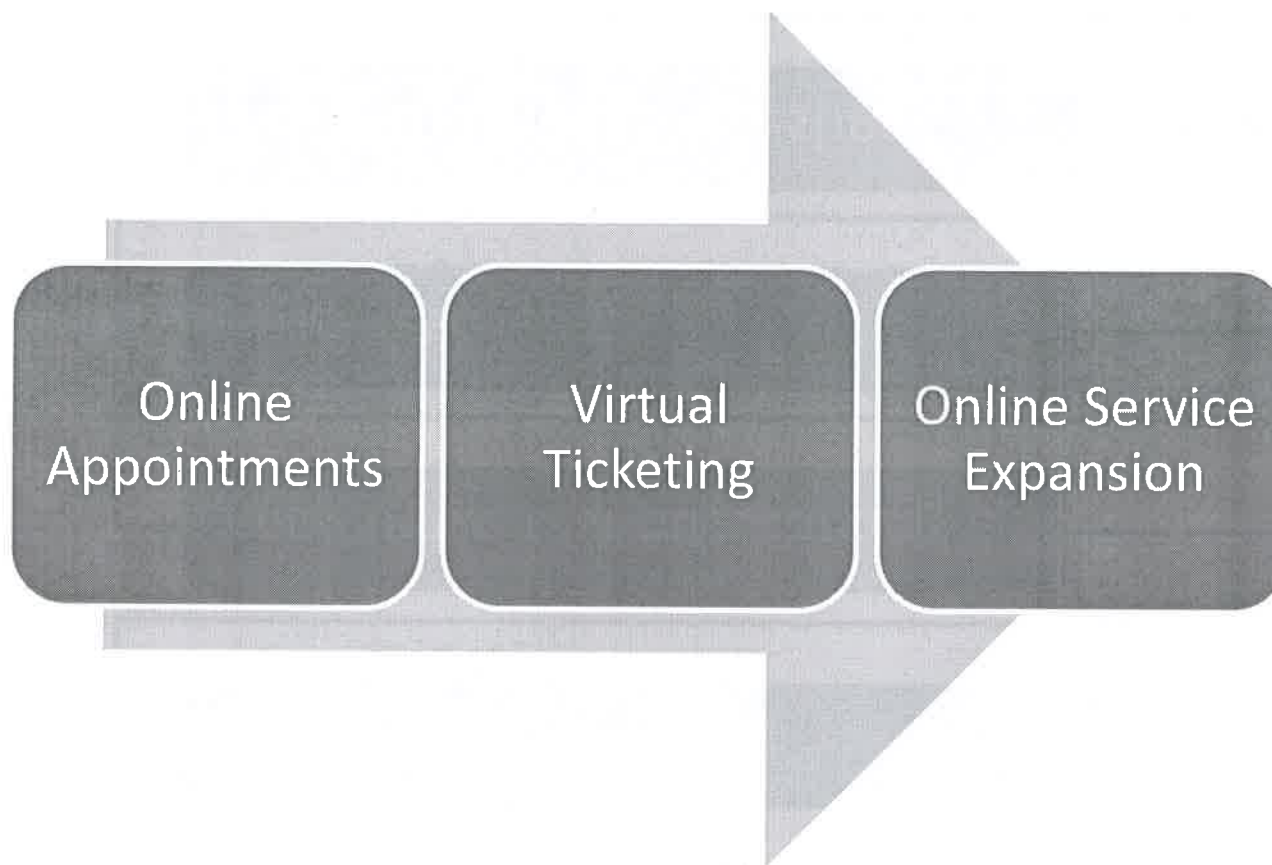 Online
Appointments
Virtual
Ticketing
Online Service
Expansion